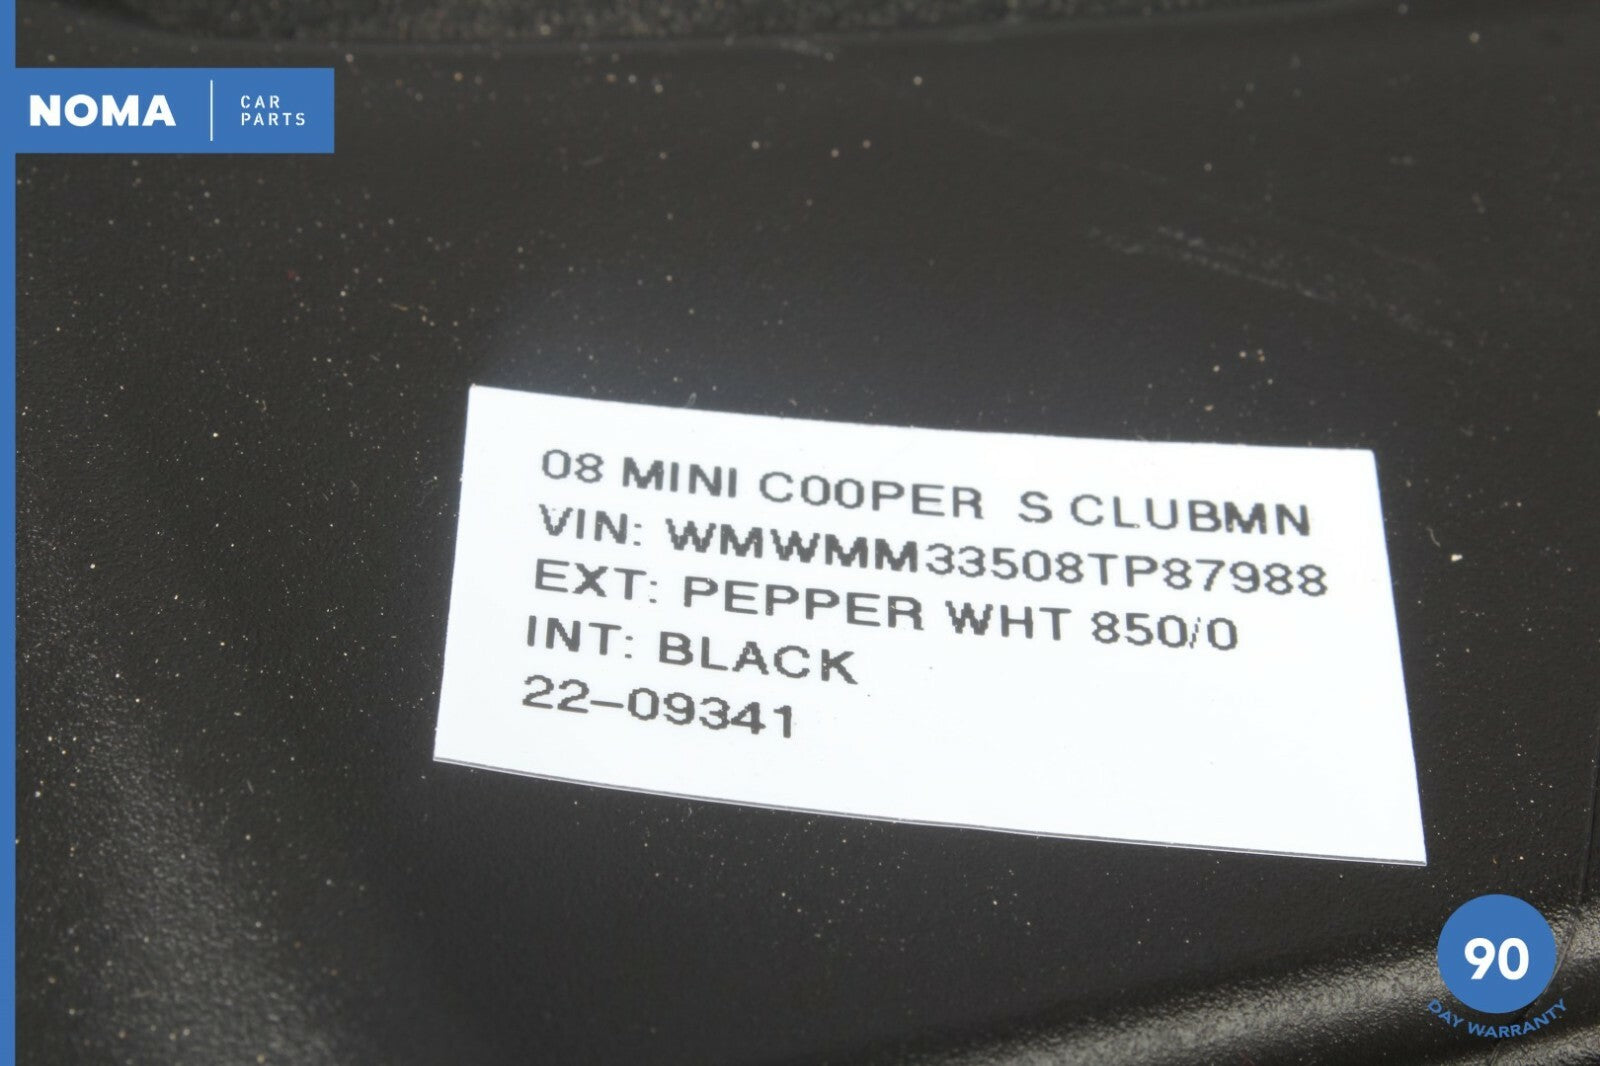 NOMA
CAR
PARTS
08 MINI COOPER S CLUBMN
VIN: WMWMM33508TP87988
EXT: PEPPER WHT 850/0
INT: BLACK
22-09341
90
DAY WARRANTY